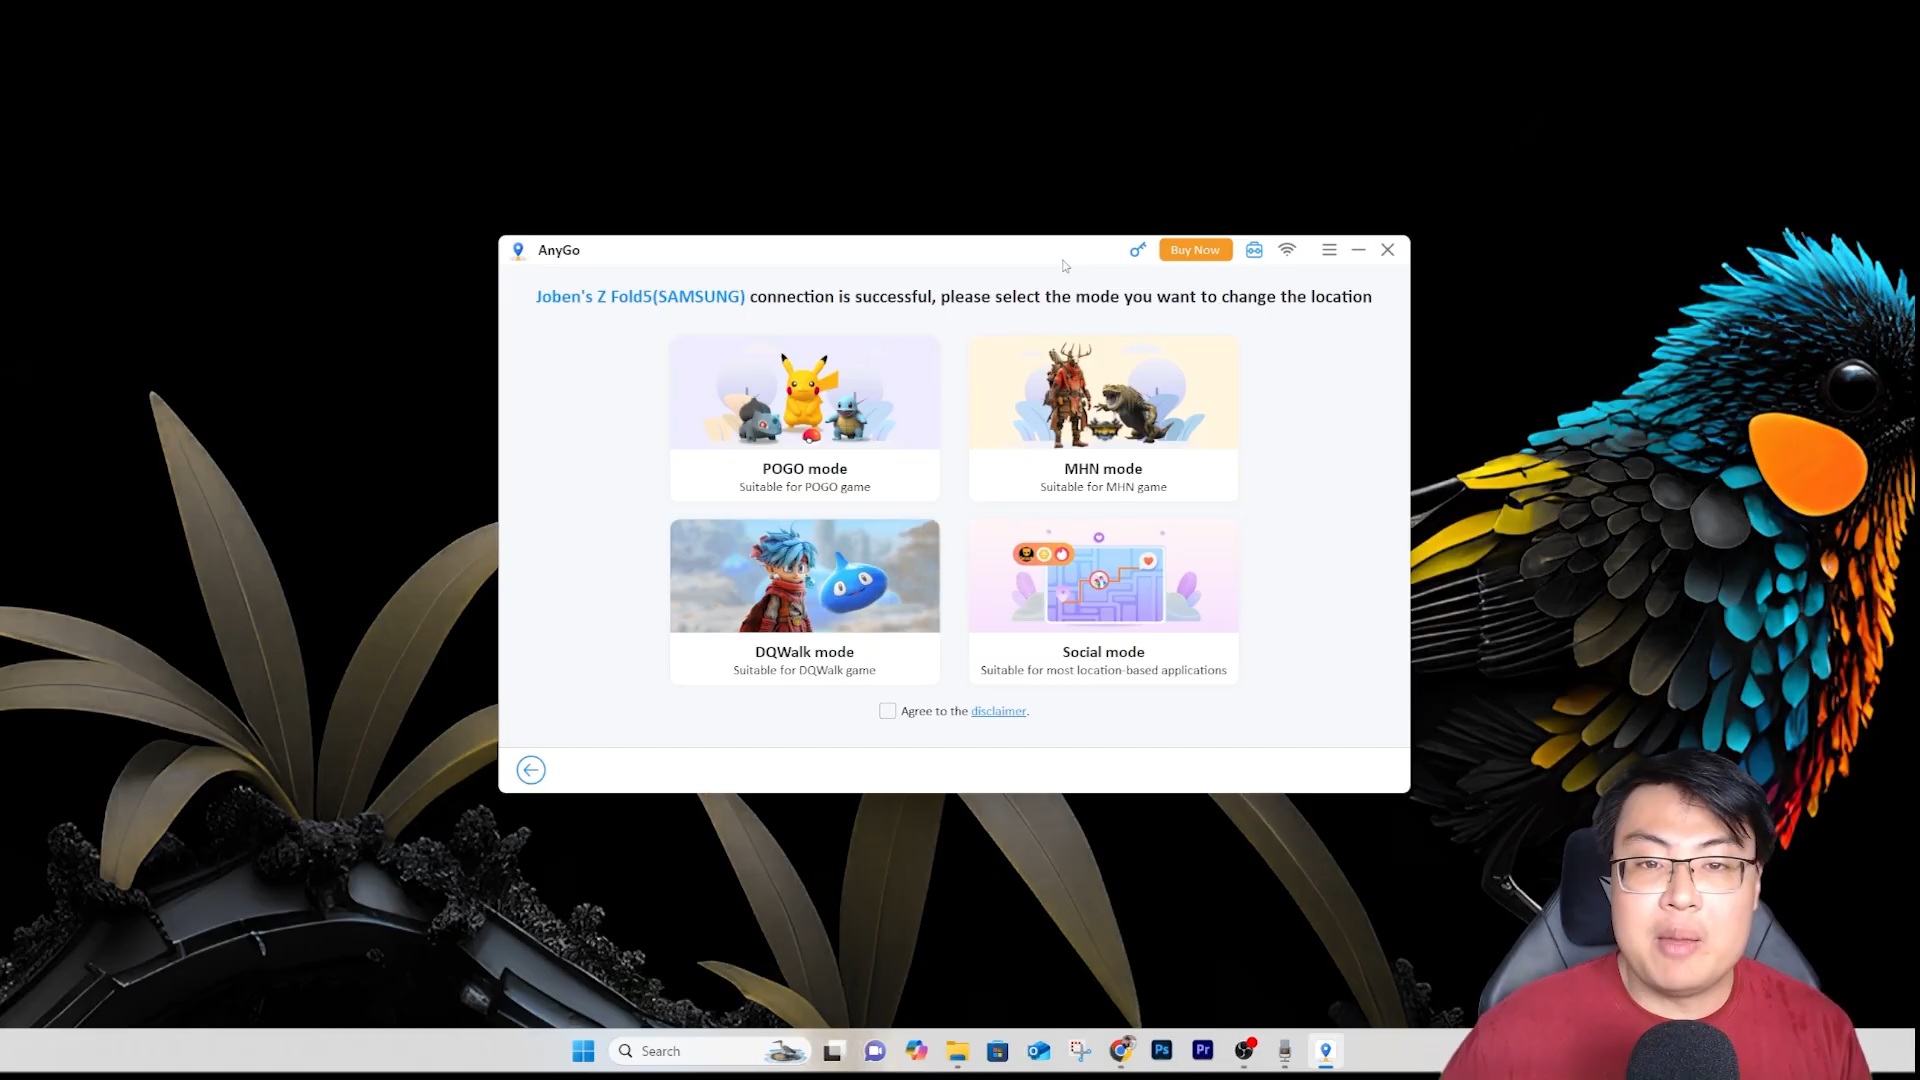 AnyGo
Buy Now
Joben's Z Fold5(SAMSUNG) connection is successful, please select the mode you want to change the location
POGO mode
Suitable for POGO game
MHN mode
Suitable for MHN game
DQWalk mode
Suitable for DQWalk game
Social mode
Suitable for most location-based applications
Agree to the disclaimer.
Search
Ps
Pr